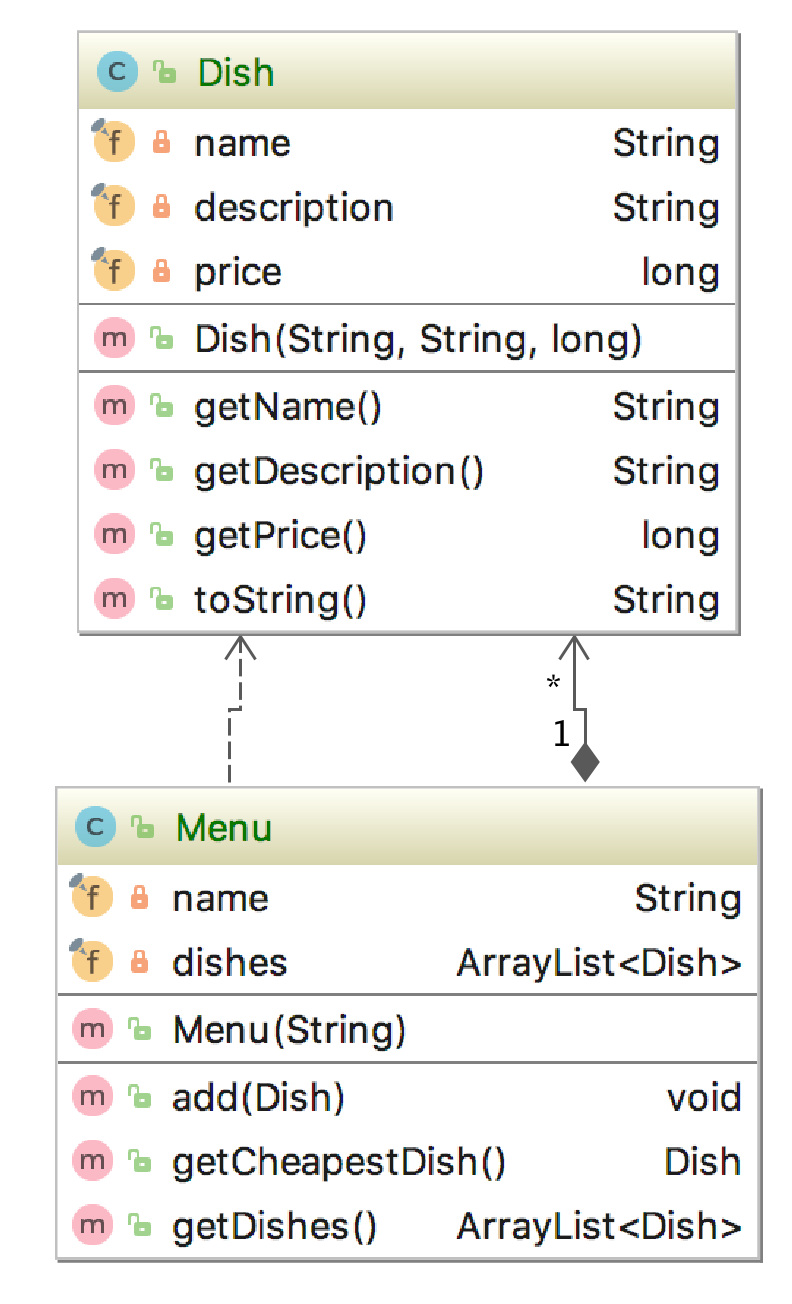 C Dish
f name String
f description String
f price long
m Dish(String, String, long)
m getName() String
m getDescription() String
m getPrice() long
m toString() String
*
1
C Menu
f name String
f dishes ArrayList<Dish>
m Menu(String)
m add(Dish) void
m getCheapestDish() Dish
m getDishes() ArrayList<Dish>